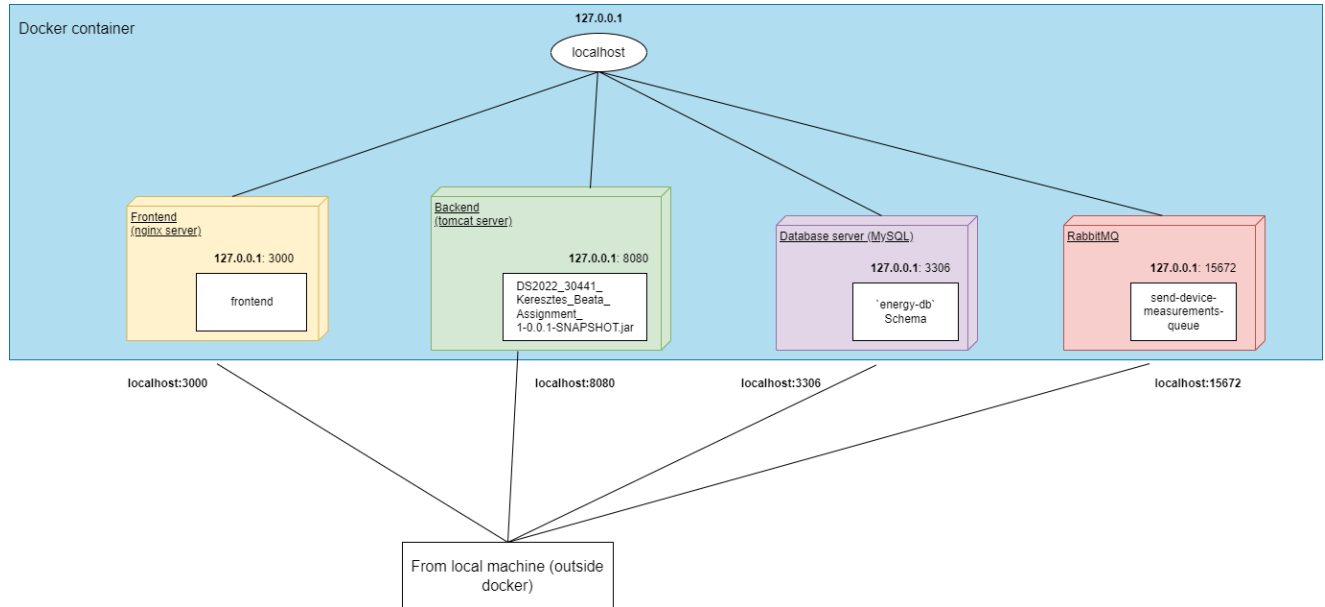 Docker container
127.0.0.1
localhost
Frontend
(nginx server)
127.0.0.1: 3000
frontend
Backend
(tomcat server)
127.0.0.1: 8080
DS2022_30441_
Keresztes_Beata_
Assignment_
1-0.0.1-SNAPSHOT.jar
Database server (MySQL)
127.0.0.1: 3306
`energy-db`
Schema
RabbitMQ
127.0.0.1: 15672
send-device-
measurements-
queue
localhost:3000
localhost:8080
localhost:3306
localhost:15672
From local machine (outside
docker)